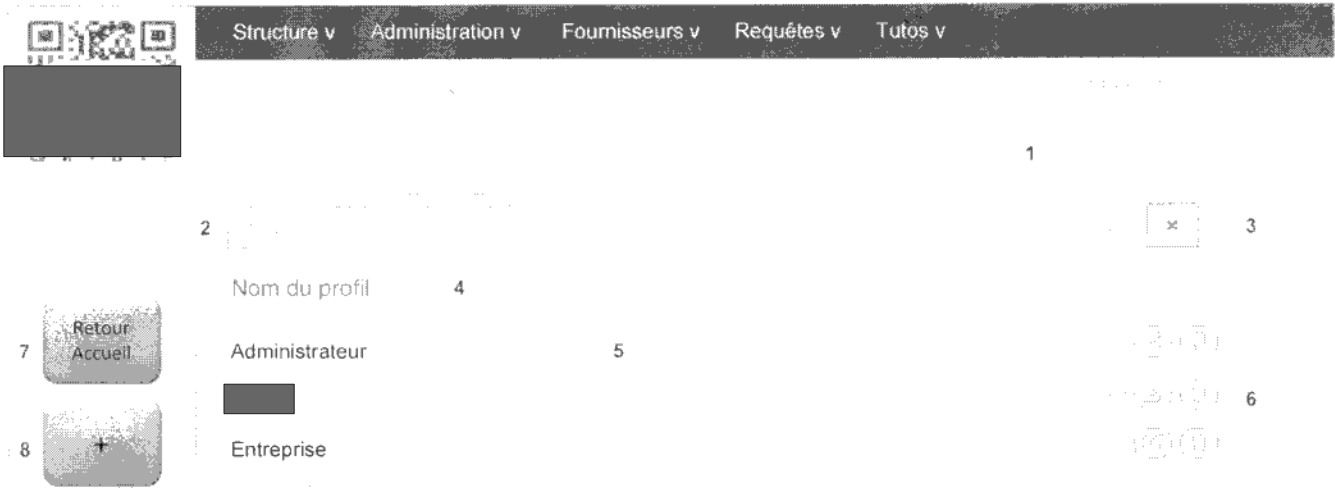 Structure v Administration v Fournisseurs v Requêtes v Tutos v
1
2 × 3
Nom du profil 4
7 Retour
Accueil
Administrateur 5
6
8 + Entreprise